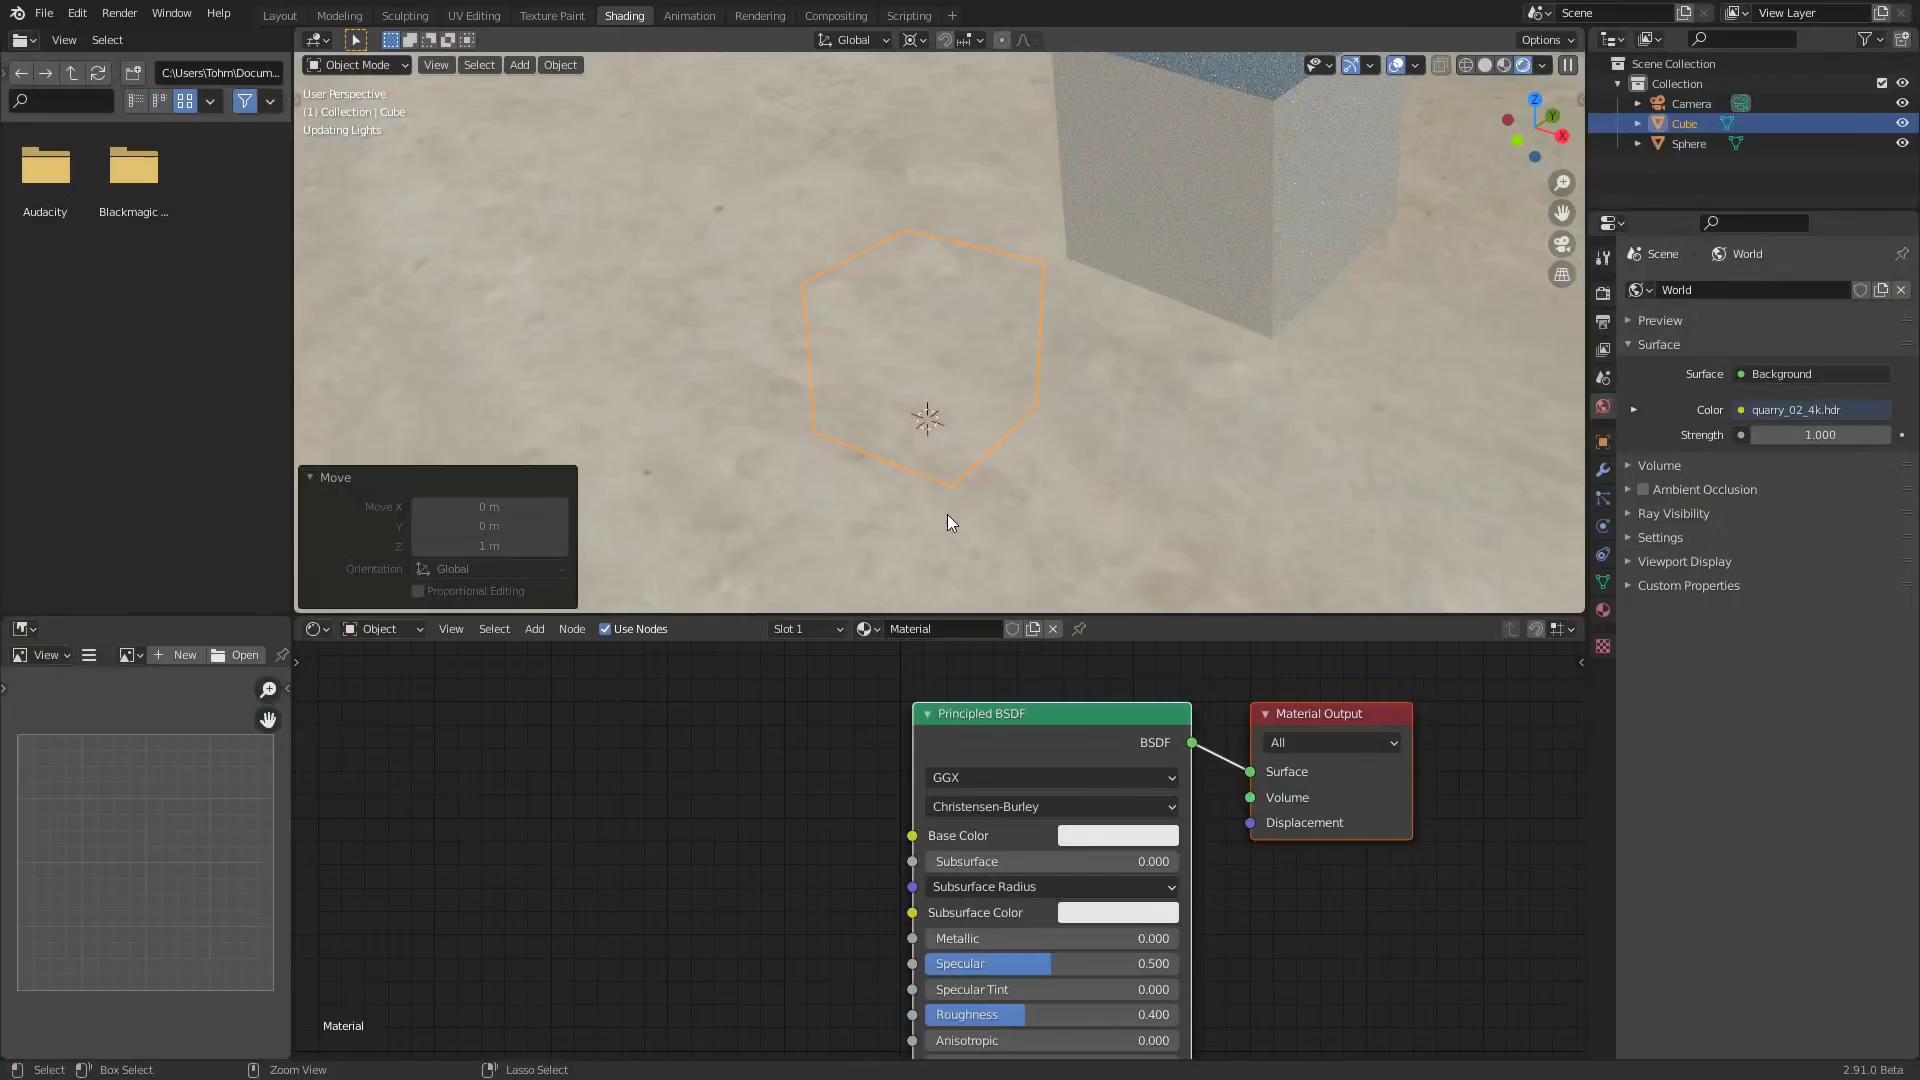 File Edit Render Window Help
Layout Modeling Sculpting UV Editing Texture Paint Shading Animation Rendering Compositing Scripting
Scene View Layer
View Select
Global
Options
C:\Users\Tohm\Docum...
Object Mode View Select Add Object
User Perspective
(1) Collection | Cube
Updating Lights
Z
Y
X
Audacity Blackmagic ...
Move
Move X 0 m
Y 0 m
Z 1 m
Orientation Global
Proportional Editing
Scene Collection
Collection
Camera
Cube
Sphere
Scene World
World
Preview
Surface
Surface Background
Color quarry_02_4k.hdr
Strength 1.000
Volume
Ambient Occlusion
Ray Visibility
Settings
Viewport Display
Custom Properties
View New Open
Object View Select Add Node Use Nodes Slot 1 Material
Principled BSDF
BSDF
GGX
Christensen-Burley
Base Color
Subsurface 0.000
Subsurface Radius
Subsurface Color
Metallic 0.000
Specular 0.500
Specular Tint 0.000
Roughness 0.400
Anisotropic 0.000
Material Output
All
Surface
Volume
Displacement
Material
Select Box Select Zoom View Lasso Select 2.91.0 Beta